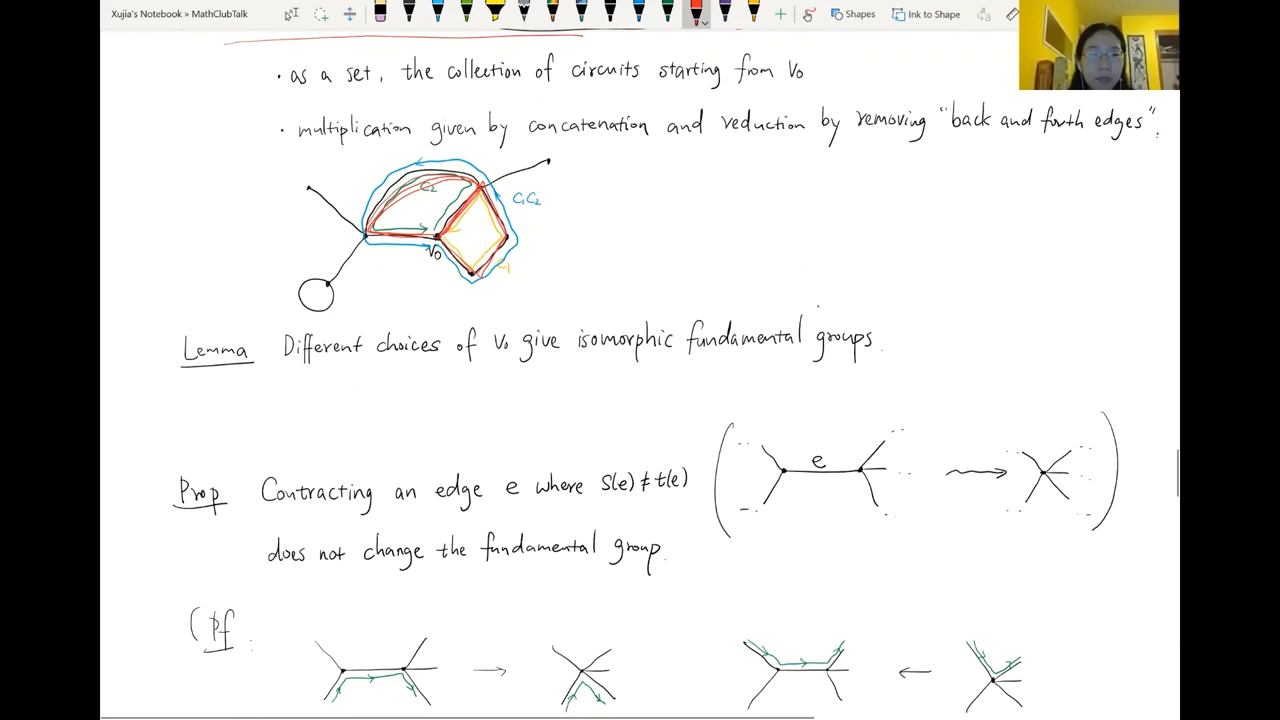 Xujia's Notebook » MathClubTalk
Shapes
Ink to Shape
· as a set, the collection of circuits starting from V0
· multiplication given by concatenation and reduction by removing "back and forth edges".
C2
C1C2
V0
Lemma Different choices of V0 give isomorphic fundamental groups.
Prop Contracting an edge e where s(e) ≠ t(e)
e
does not change the fundamental group.
(Pf: